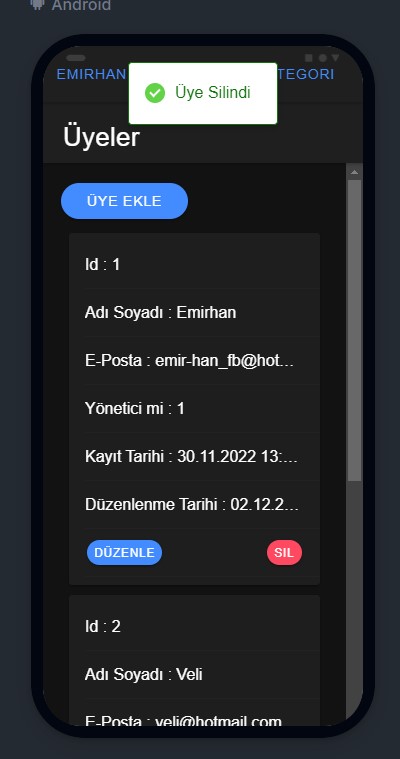 Android
EMIRHAN
TEGORI
Üye Silindi
Üyeler
ÜYE EKLE
Id : 1
Adı Soyadı : Emirhan
E-Posta : emir-han_fb@hot...
Yönetici mi : 1
Kayıt Tarihi : 30.11.2022 13:...
Düzenlenme Tarihi : 02.12.2...
DÜZENLE
SIL
Id : 2
Adı Soyadı : Veli
E-Posta : veli@hotmail.com